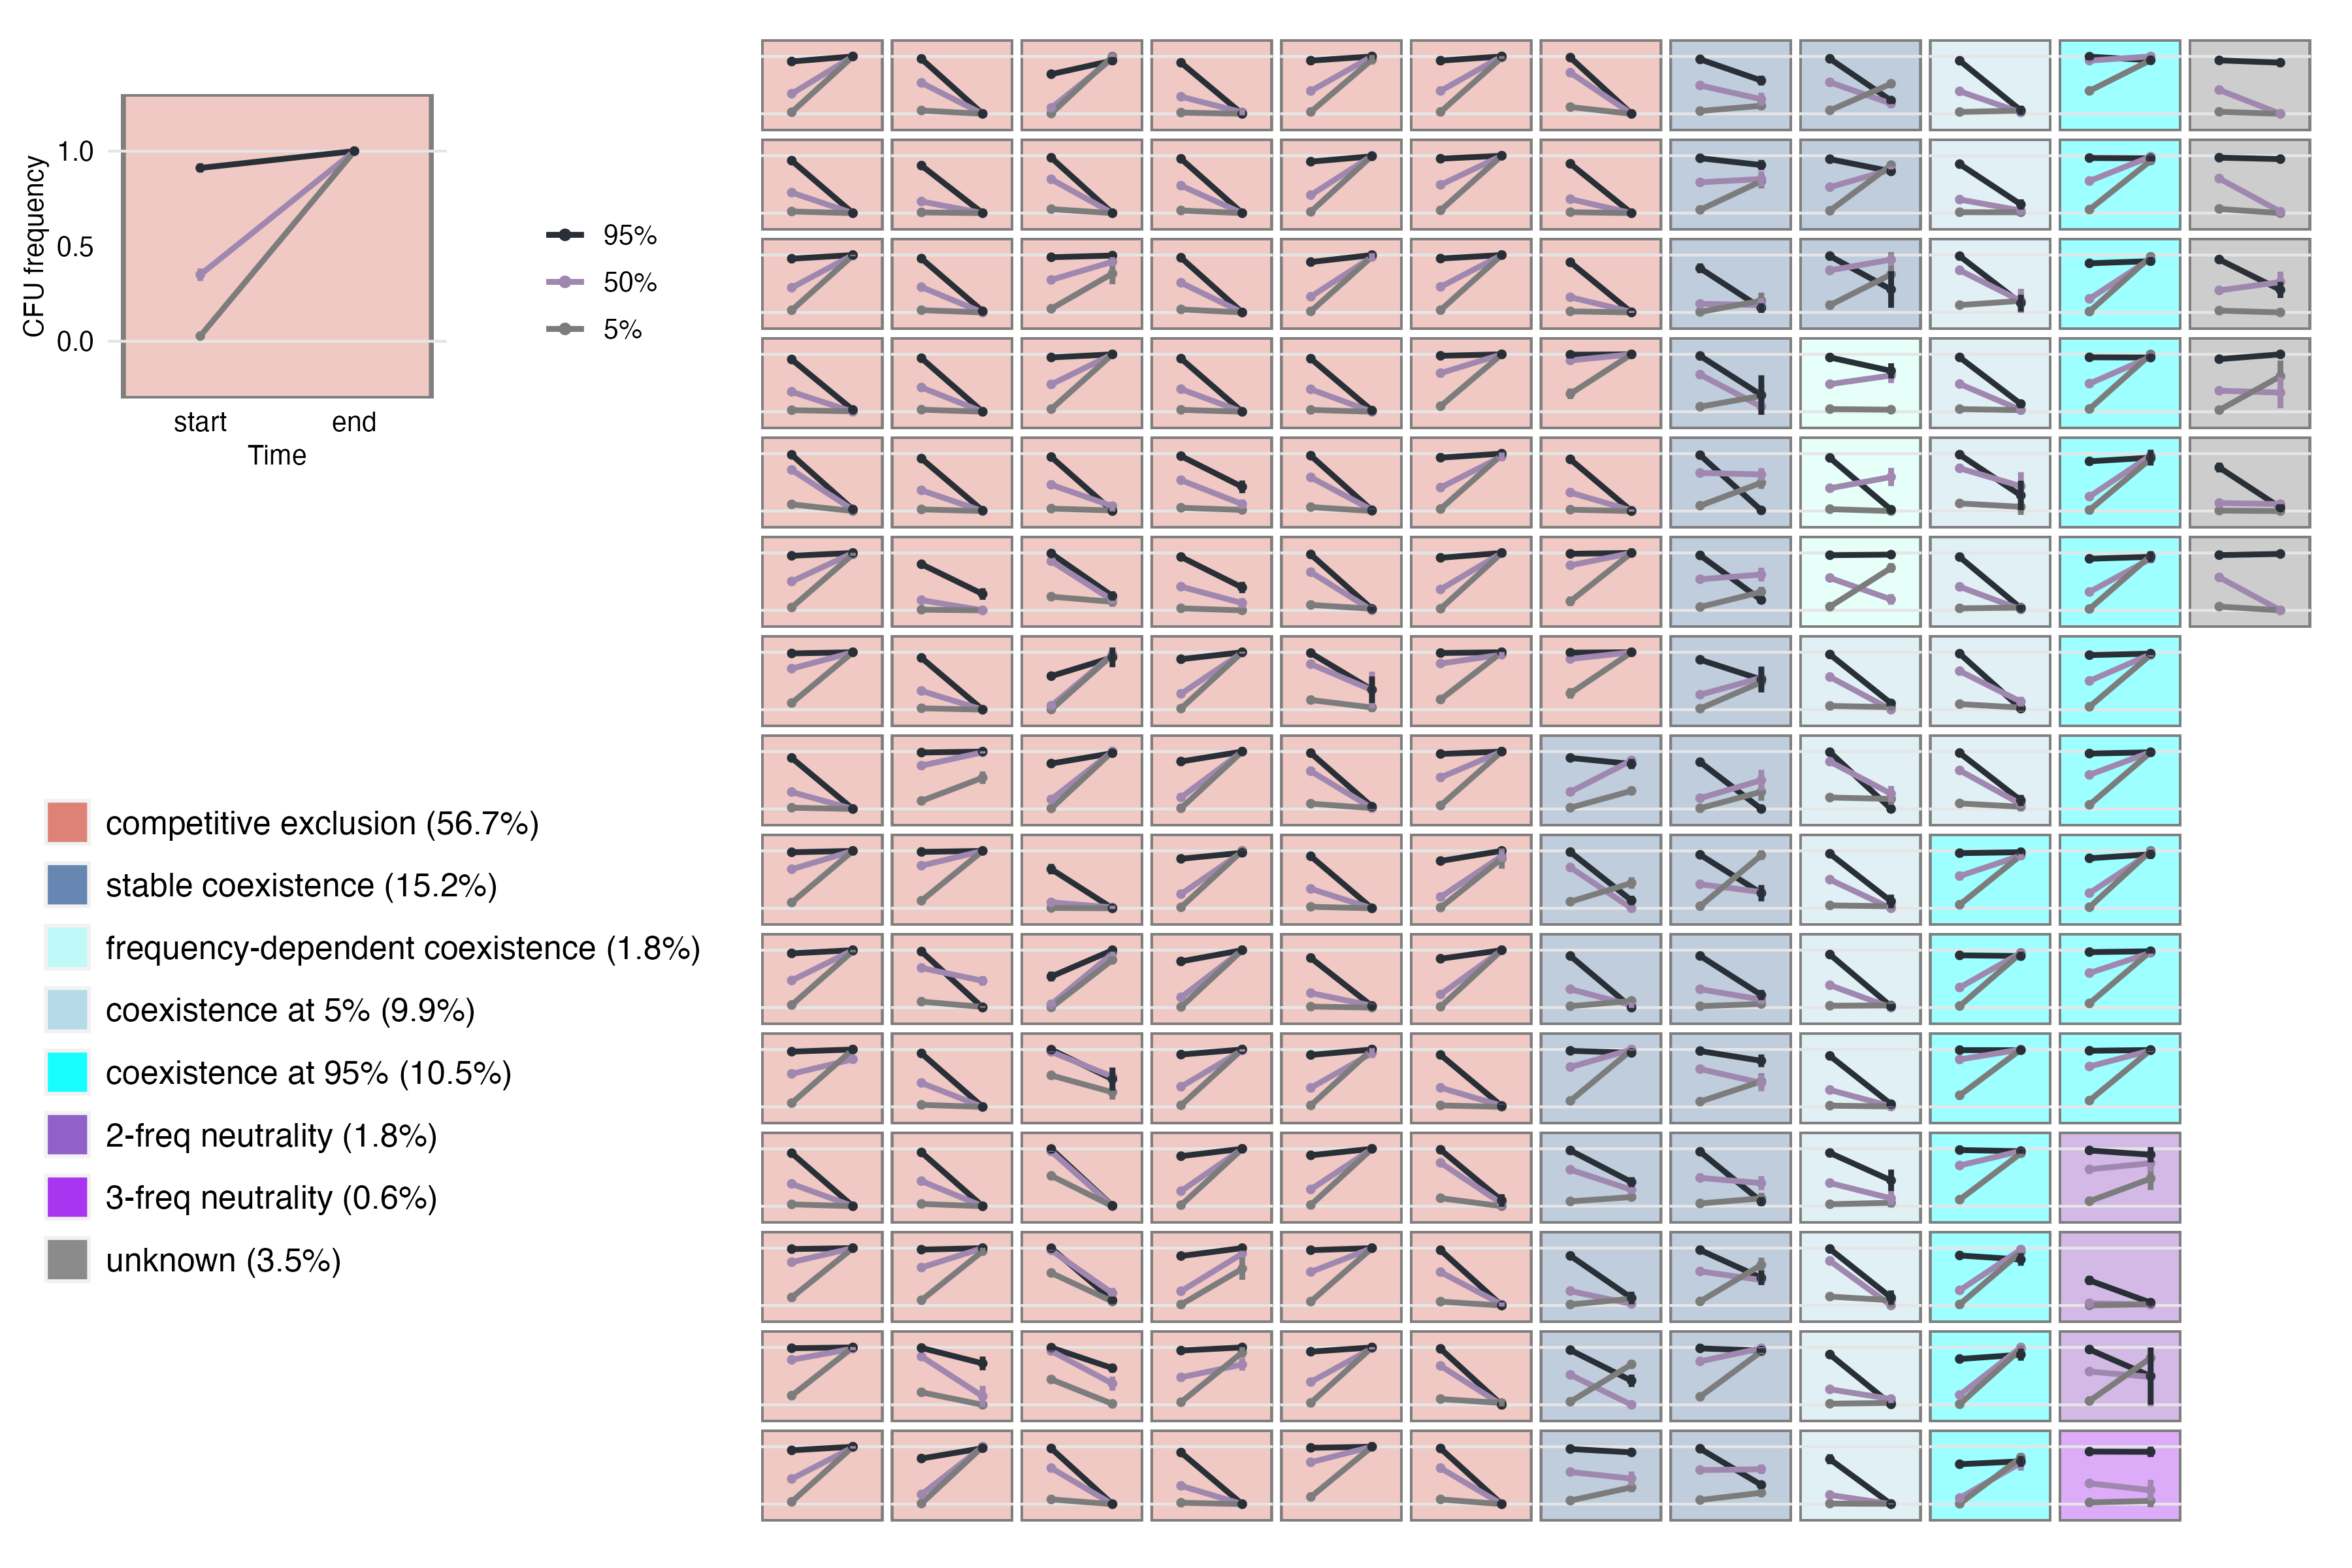 CFU frequency
1.0
0.5
0.0
start end
Time
95%
50%
5%
competitive exclusion (56.7%)
stable coexistence (15.2%)
frequency-dependent coexistence (1.8%)
coexistence at 5% (9.9%)
coexistence at 95% (10.5%)
2-freq neutrality (1.8%)
3-freq neutrality (0.6%)
unknown (3.5%)